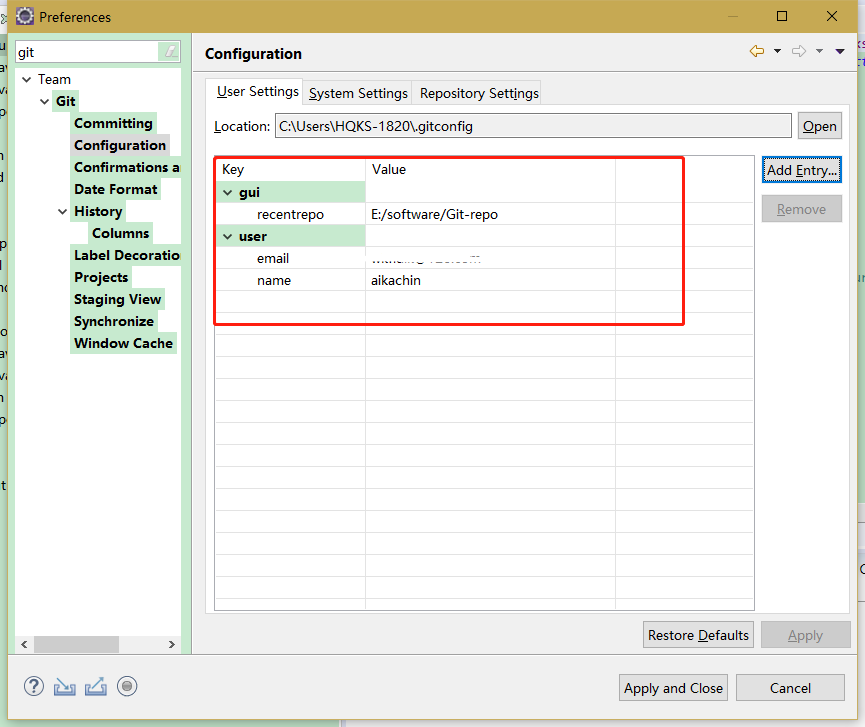 Preferences
git
Team
Git
Committing
Configuration
Confirmations a
Date Format
History
Columns
Label Decoratio
Projects
Staging View
Synchronize
Window Cache
Configuration
User Settings System Settings Repository Settings
Location: C:\Users\HQKS-1820\.gitconfig Open
Key Value
gui
recentrepo E:/software/Git-repo
user
email
name aikachin
Add Entry...
Remove
Restore Defaults Apply
Apply and Close Cancel